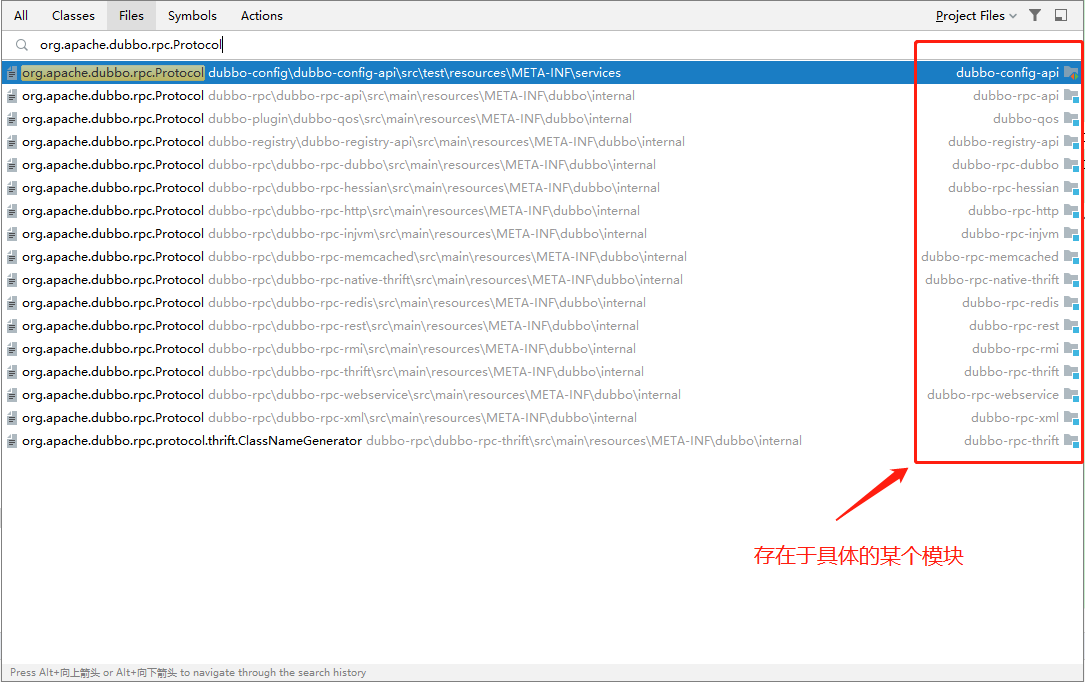 All Classes Files Symbols Actions Project Files
org.apache.dubbo.rpc.Protocol
org.apache.dubbo.rpc.Protocol dubbo-config\dubbo-config-api\src\test\resources\META-INF\services dubbo-config-api
org.apache.dubbo.rpc.Protocol dubbo-rpc\dubbo-rpc-api\src\main\resources\META-INF\dubbo\internal dubbo-rpc-api
org.apache.dubbo.rpc.Protocol dubbo-plugin\dubbo-qos\src\main\resources\META-INF\dubbo\internal dubbo-qos
org.apache.dubbo.rpc.Protocol dubbo-registry\dubbo-registry-api\src\main\resources\META-INF\dubbo\internal dubbo-registry-api
org.apache.dubbo.rpc.Protocol dubbo-rpc\dubbo-rpc-dubbo\src\main\resources\META-INF\dubbo\internal dubbo-rpc-dubbo
org.apache.dubbo.rpc.Protocol dubbo-rpc\dubbo-rpc-hessian\src\main\resources\META-INF\dubbo\internal dubbo-rpc-hessian
org.apache.dubbo.rpc.Protocol dubbo-rpc\dubbo-rpc-http\src\main\resources\META-INF\dubbo\internal dubbo-rpc-http
org.apache.dubbo.rpc.Protocol dubbo-rpc\dubbo-rpc-injvm\src\main\resources\META-INF\dubbo\internal dubbo-rpc-injvm
org.apache.dubbo.rpc.Protocol dubbo-rpc\dubbo-rpc-memcached\src\main\resources\META-INF\dubbo\internal dubbo-rpc-memcached
org.apache.dubbo.rpc.Protocol dubbo-rpc\dubbo-rpc-native-thrift\src\main\resources\META-INF\dubbo\internal dubbo-rpc-native-thrift
org.apache.dubbo.rpc.Protocol dubbo-rpc\dubbo-rpc-redis\src\main\resources\META-INF\dubbo\internal dubbo-rpc-redis
org.apache.dubbo.rpc.Protocol dubbo-rpc\dubbo-rpc-rest\src\main\resources\META-INF\dubbo\internal dubbo-rpc-rest
org.apache.dubbo.rpc.Protocol dubbo-rpc\dubbo-rpc-rmi\src\main\resources\META-INF\dubbo\internal dubbo-rpc-rmi
org.apache.dubbo.rpc.Protocol dubbo-rpc\dubbo-rpc-thrift\src\main\resources\META-INF\dubbo\internal dubbo-rpc-thrift
org.apache.dubbo.rpc.Protocol dubbo-rpc\dubbo-rpc-webservice\src\main\resources\META-INF\dubbo\internal dubbo-rpc-webservice
org.apache.dubbo.rpc.Protocol dubbo-rpc\dubbo-rpc-xml\src\main\resources\META-INF\dubbo\internal dubbo-rpc-xml
org.apache.dubbo.rpc.protocol.thrift.ClassNameGenerator dubbo-rpc\dubbo-rpc-thrift\src\main\resources\META-INF\dubbo\internal dubbo-rpc-thrift
存在于具体的某个模块
Press Alt+向上箭头 or Alt+向下箭头 to navigate through the search history